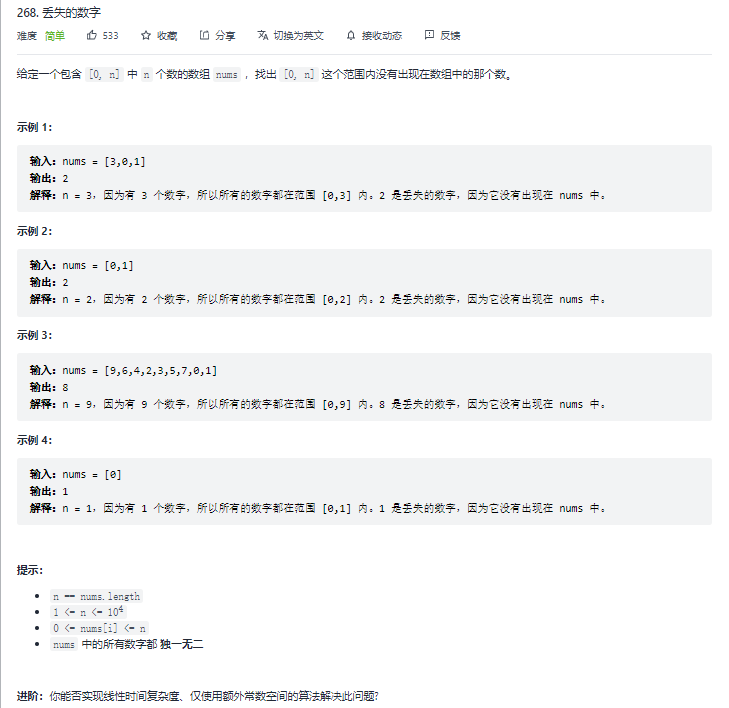 268. 丢失的数字
难度 简单 533 收藏 分享 切换为英文 接收动态 反馈
给定一个包含 [0, n] 中 n 个数的数组 nums ，找出 [0, n] 这个范围内没有出现在数组中的那个数。
示例 1：
输入：nums = [3,0,1]
输出：2
解释：n = 3，因为有 3 个数字，所以所有的数字都在范围 [0,3] 内。2 是丢失的数字，因为它没有出现在 nums 中。
示例 2：
输入：nums = [0,1]
输出：2
解释：n = 2，因为有 2 个数字，所以所有的数字都在范围 [0,2] 内。2 是丢失的数字，因为它没有出现在 nums 中。
示例 3：
输入：nums = [9,6,4,2,3,5,7,0,1]
输出：8
解释：n = 9，因为有 9 个数字，所以所有的数字都在范围 [0,9] 内。8 是丢失的数字，因为它没有出现在 nums 中。
示例 4：
输入：nums = [0]
输出：1
解释：n = 1，因为有 1 个数字，所以所有的数字都在范围 [0,1] 内。1 是丢失的数字，因为它没有出现在 nums 中。
提示：
n == nums.length
1 <= n <= 10⁴
0 <= nums[i] <= n
nums 中的所有数字都 独一无二
进阶：你能否实现线性时间复杂度、仅使用额外常数空间的算法解决此问题?